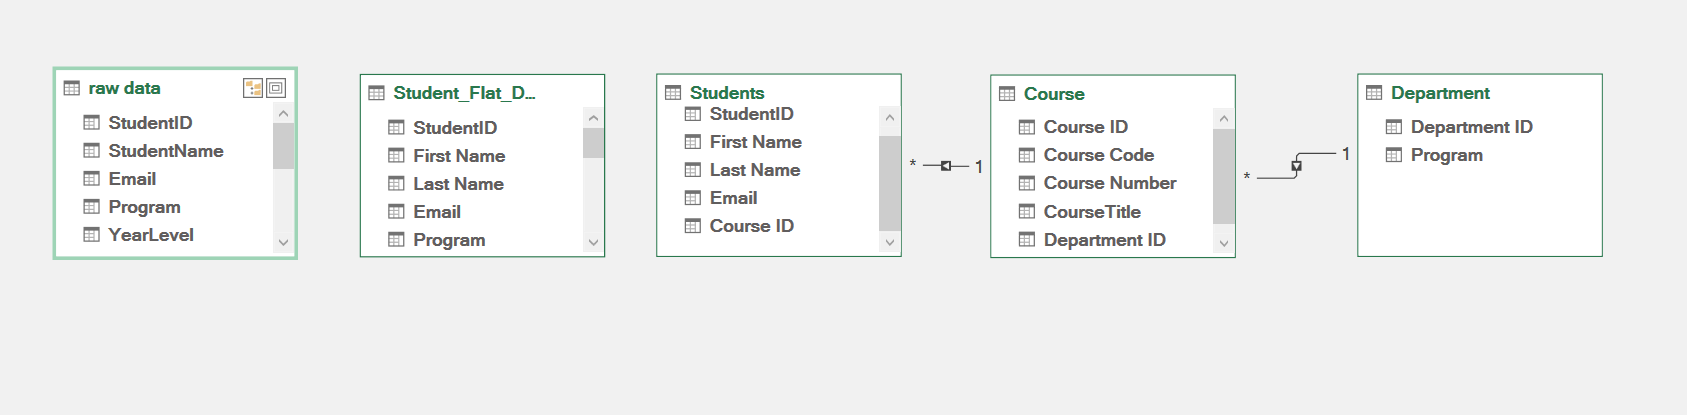 raw data
StudentID
StudentName
Email
Program
YearLevel
Student_Flat_D...
StudentID
First Name
Last Name
Email
Program
Students
StudentID
First Name
Last Name
Email
Course ID
* 1
Course
Course ID
Course Code
Course Number
CourseTitle
Department ID
* 1
Department
Department ID
Program